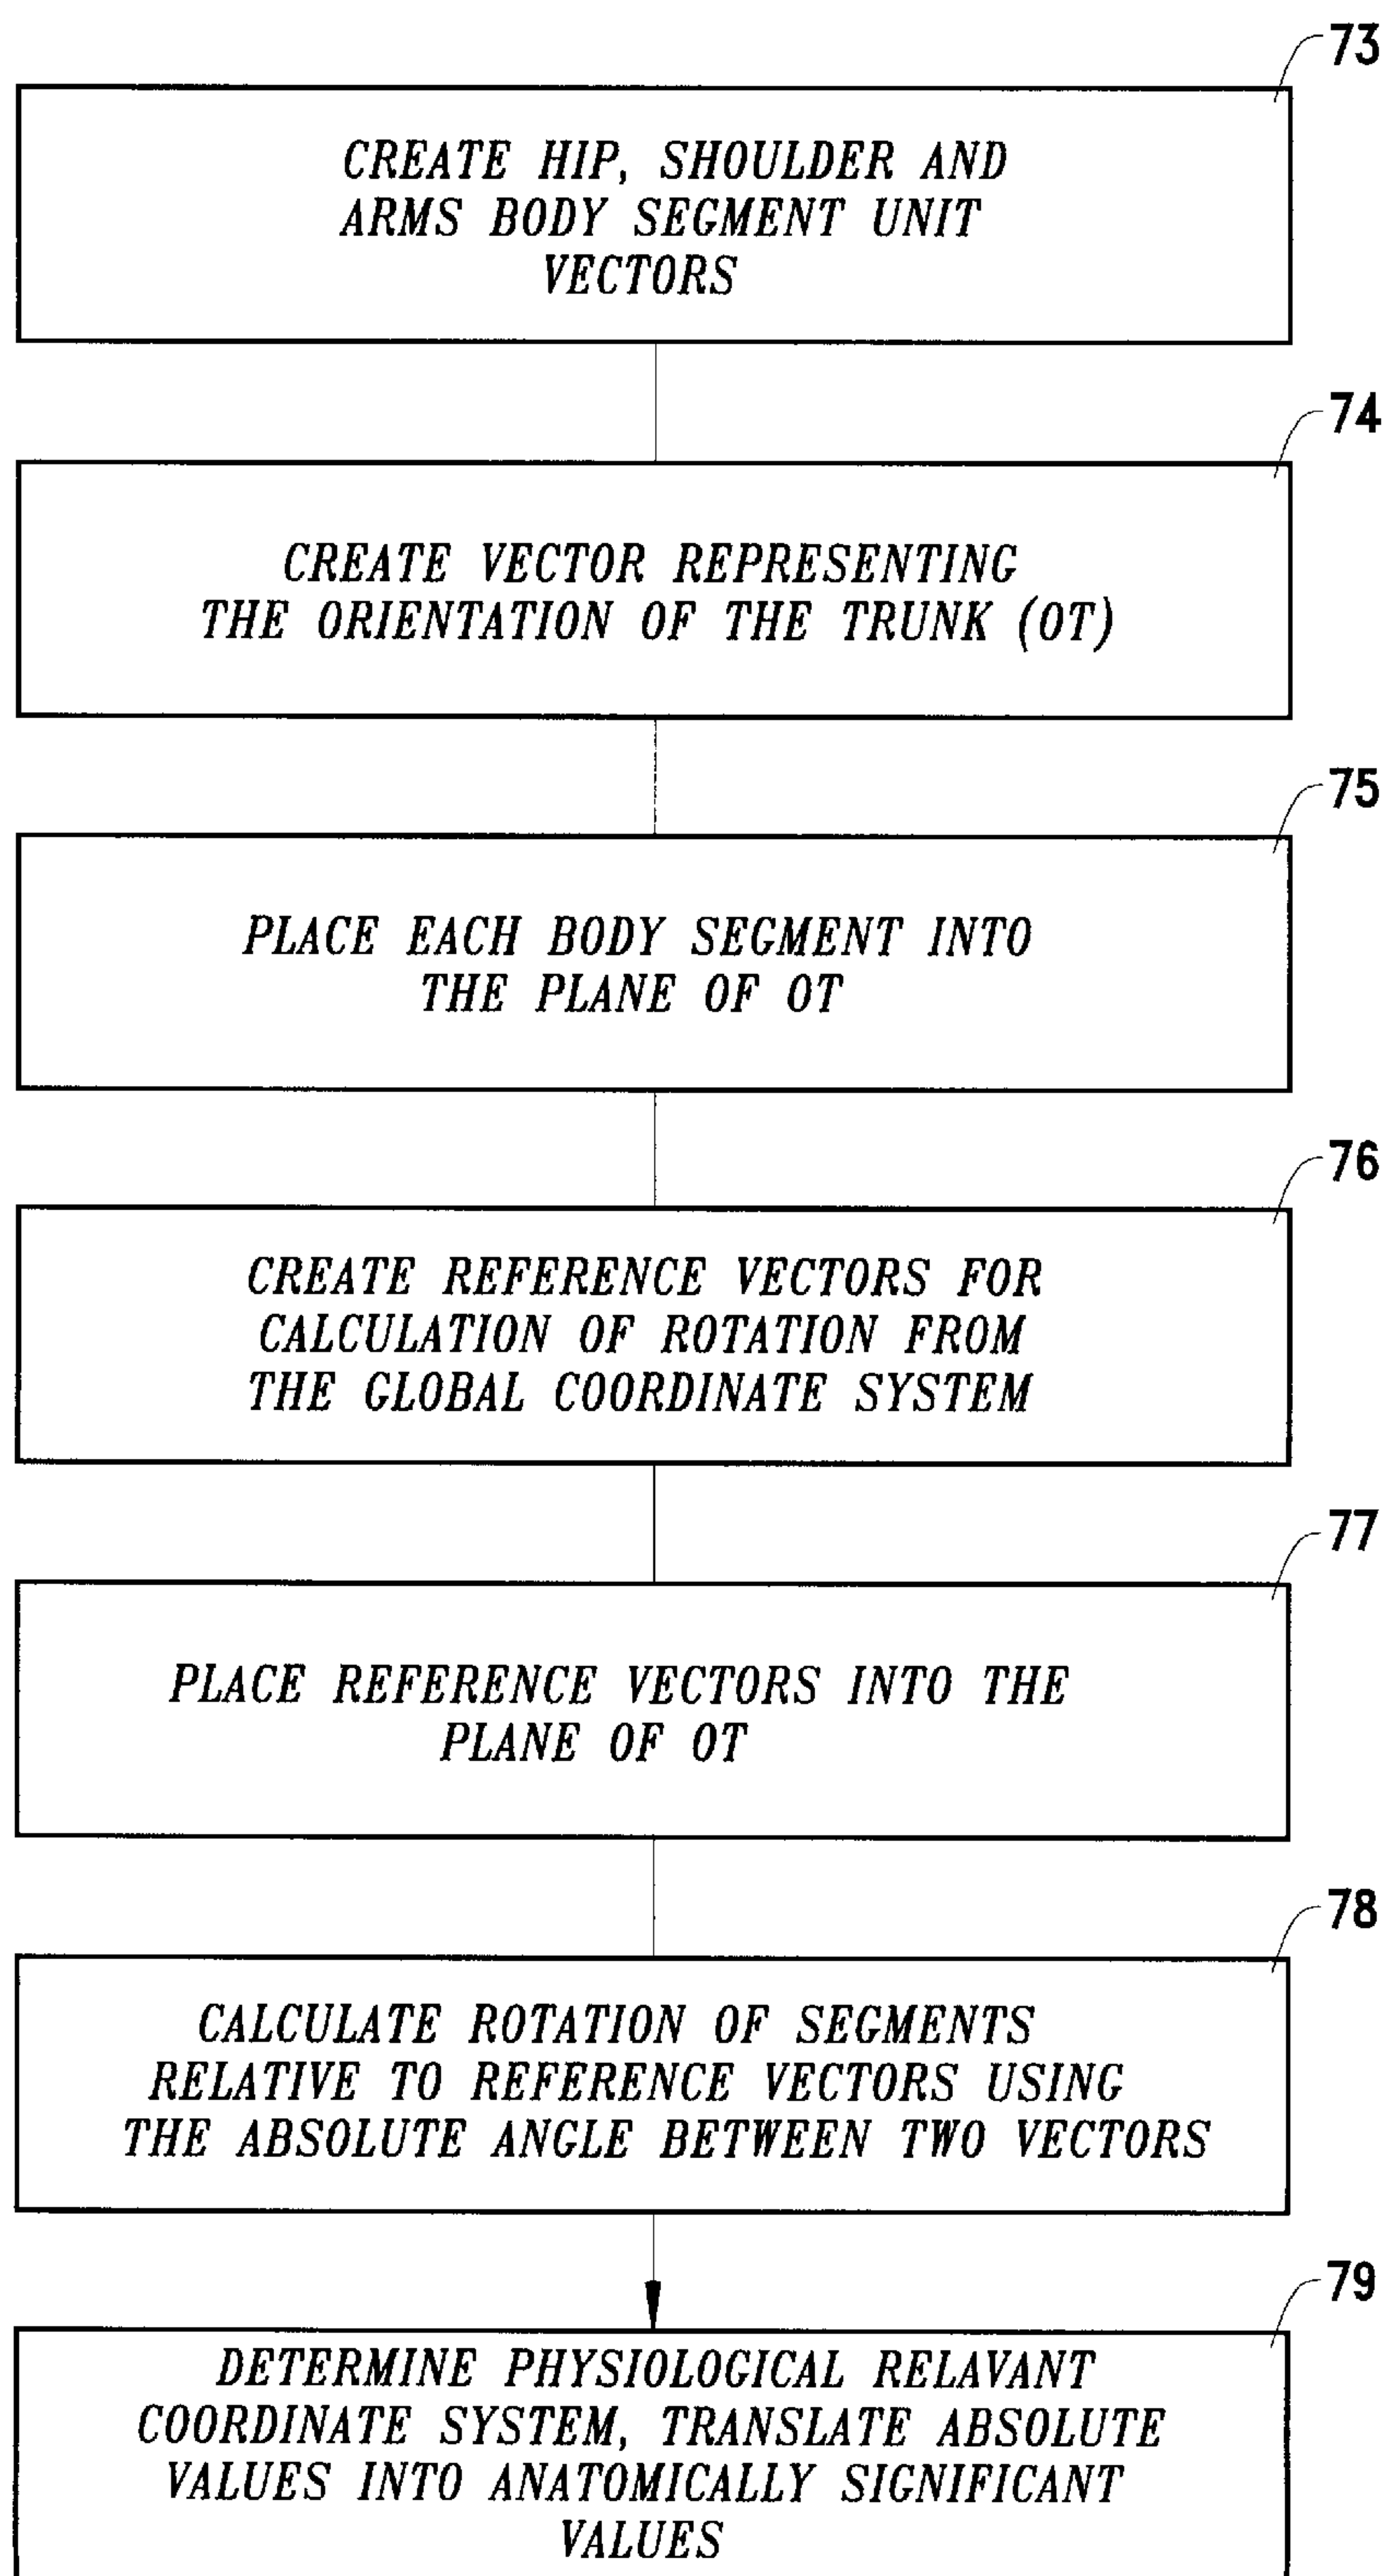 73
CREATE HIP, SHOULDER AND
ARMS BODY SEGMENT UNIT
VECTORS
74
CREATE VECTOR REPRESENTING
THE ORIENTATION OF THE TRUNK (OT)
75
PLACE EACH BODY SEGMENT INTO
THE PLANE OF OT
76
CREATE REFERENCE VECTORS FOR
CALCULATION OF ROTATION FROM
THE GLOBAL COORDINATE SYSTEM
77
PLACE REFERENCE VECTORS INTO THE
PLANE OF OT
78
CALCULATE ROTATION OF SEGMENTS
RELATIVE TO REFERENCE VECTORS USING
THE ABSOLUTE ANGLE BETWEEN TWO VECTORS
79
DETERMINE PHYSIOLOGICAL RELAVANT
COORDINATE SYSTEM, TRANSLATE ABSOLUTE
VALUES INTO ANATOMICALLY SIGNIFICANT
VALUES